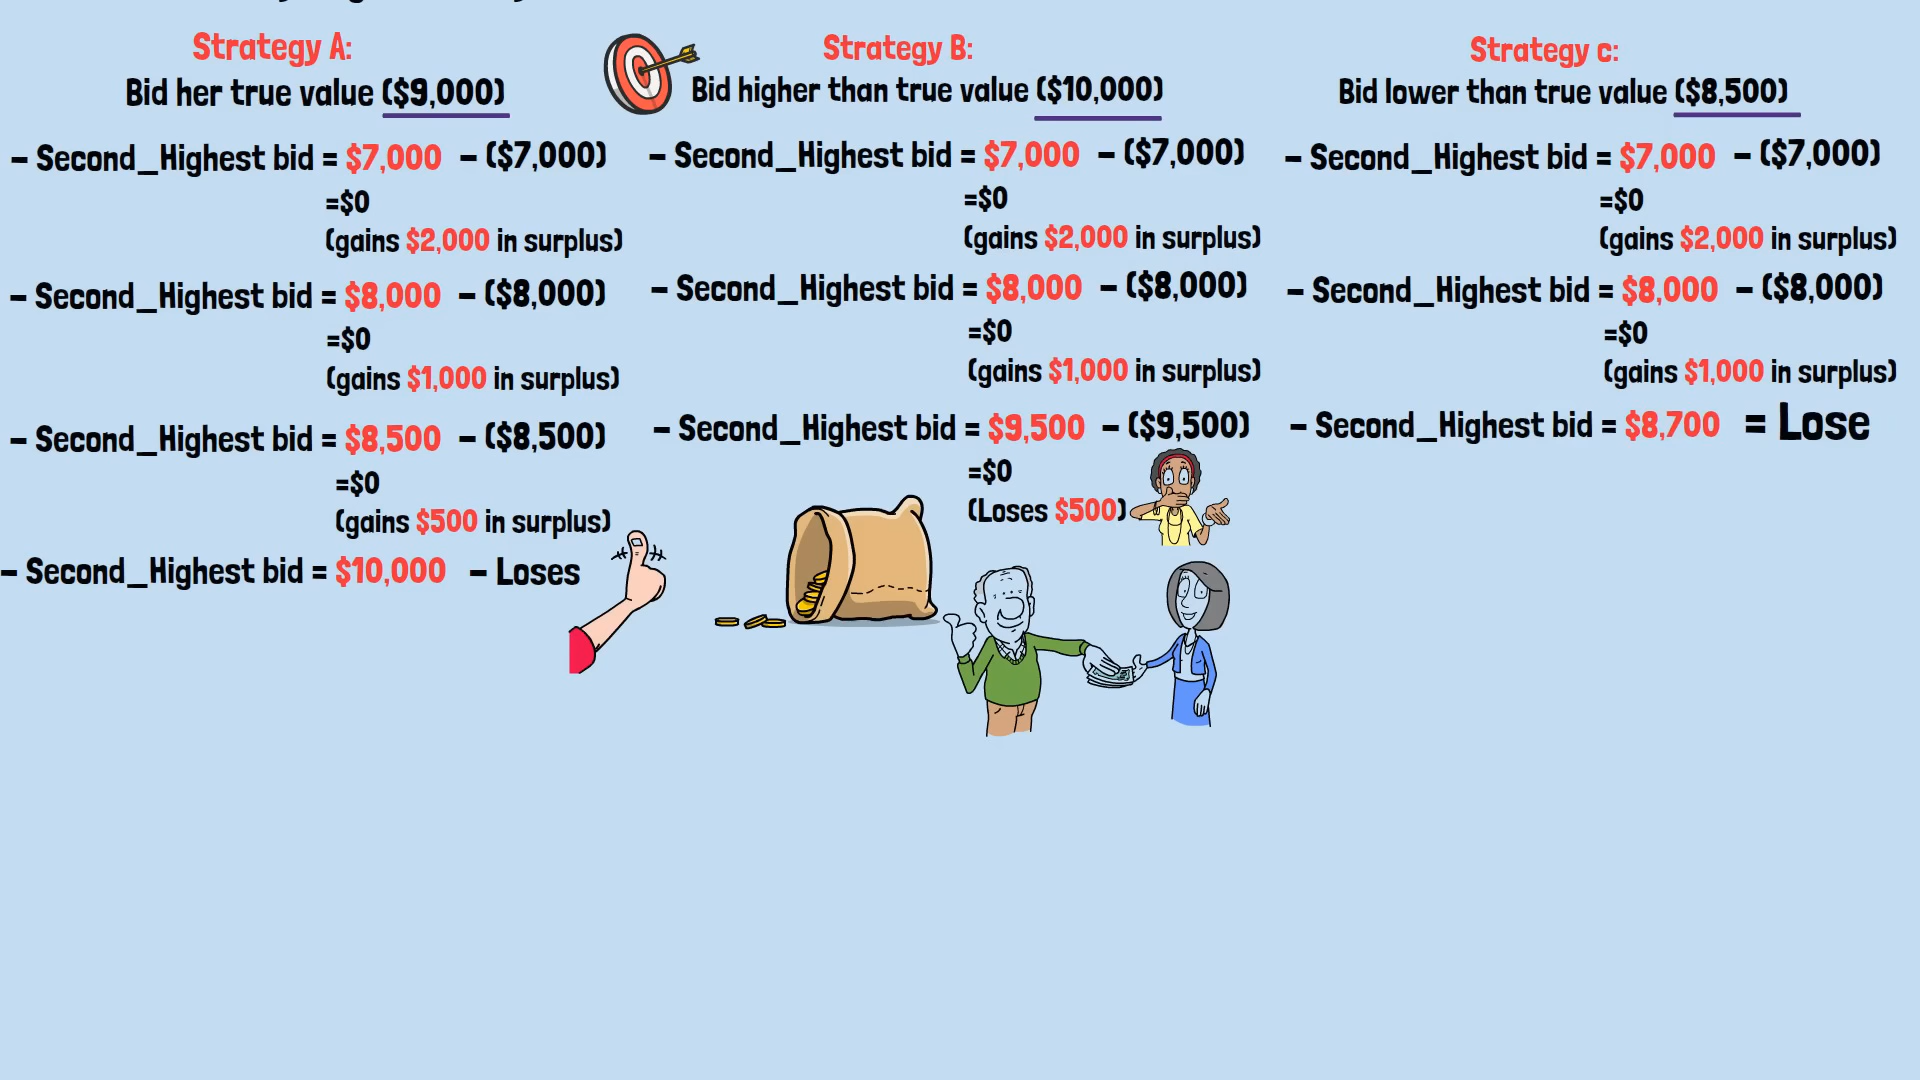 Strategy A:
Bid her true value ($9,000)
– Second_Highest bid = $7,000 – ($7,000)
=$0
(gains $2,000 in surplus)
– Second_Highest bid = $8,000 – ($8,000)
=$0
(gains $1,000 in surplus)
– Second_Highest bid = $8,500 – ($8,500)
=$0
(gains $500 in surplus)
– Second_Highest bid = $10,000 – Loses
Strategy B:
Bid higher than true value ($10,000)
– Second_Highest bid = $7,000 – ($7,000)
=$0
(gains $2,000 in surplus)
– Second_Highest bid = $8,000 – ($8,000)
=$0
(gains $1,000 in surplus)
– Second_Highest bid = $9,500 – ($9,500)
=$0
(Loses $500)
Strategy c:
Bid lower than true value ($8,500)
– Second_Highest bid = $7,000 – ($7,000)
=$0
(gains $2,000 in surplus)
– Second_Highest bid = $8,000 – ($8,000)
=$0
(gains $1,000 in surplus)
– Second_Highest bid = $8,700 = Lose